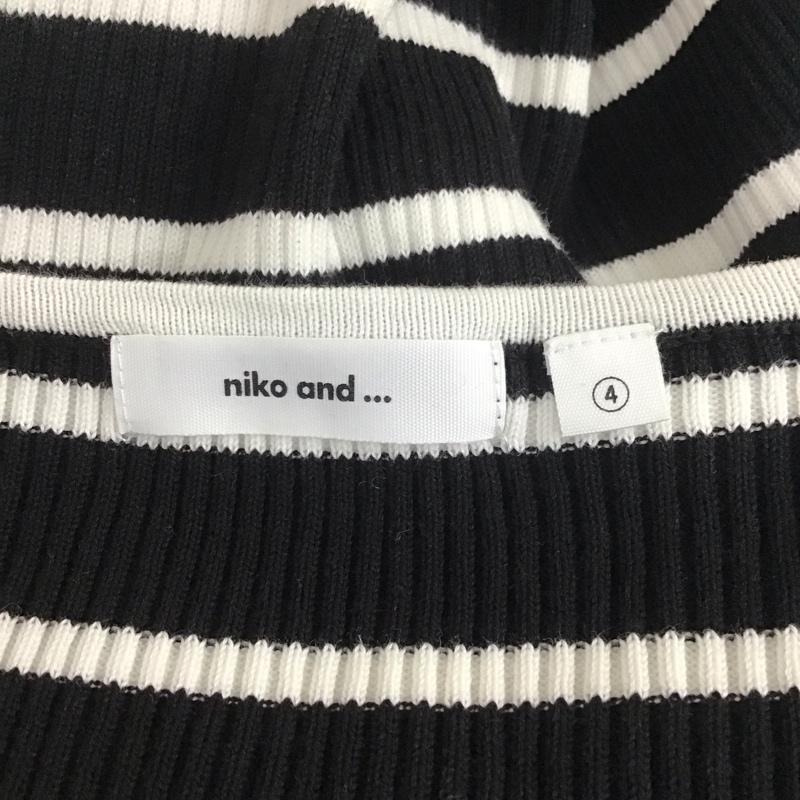 niko and ...
④